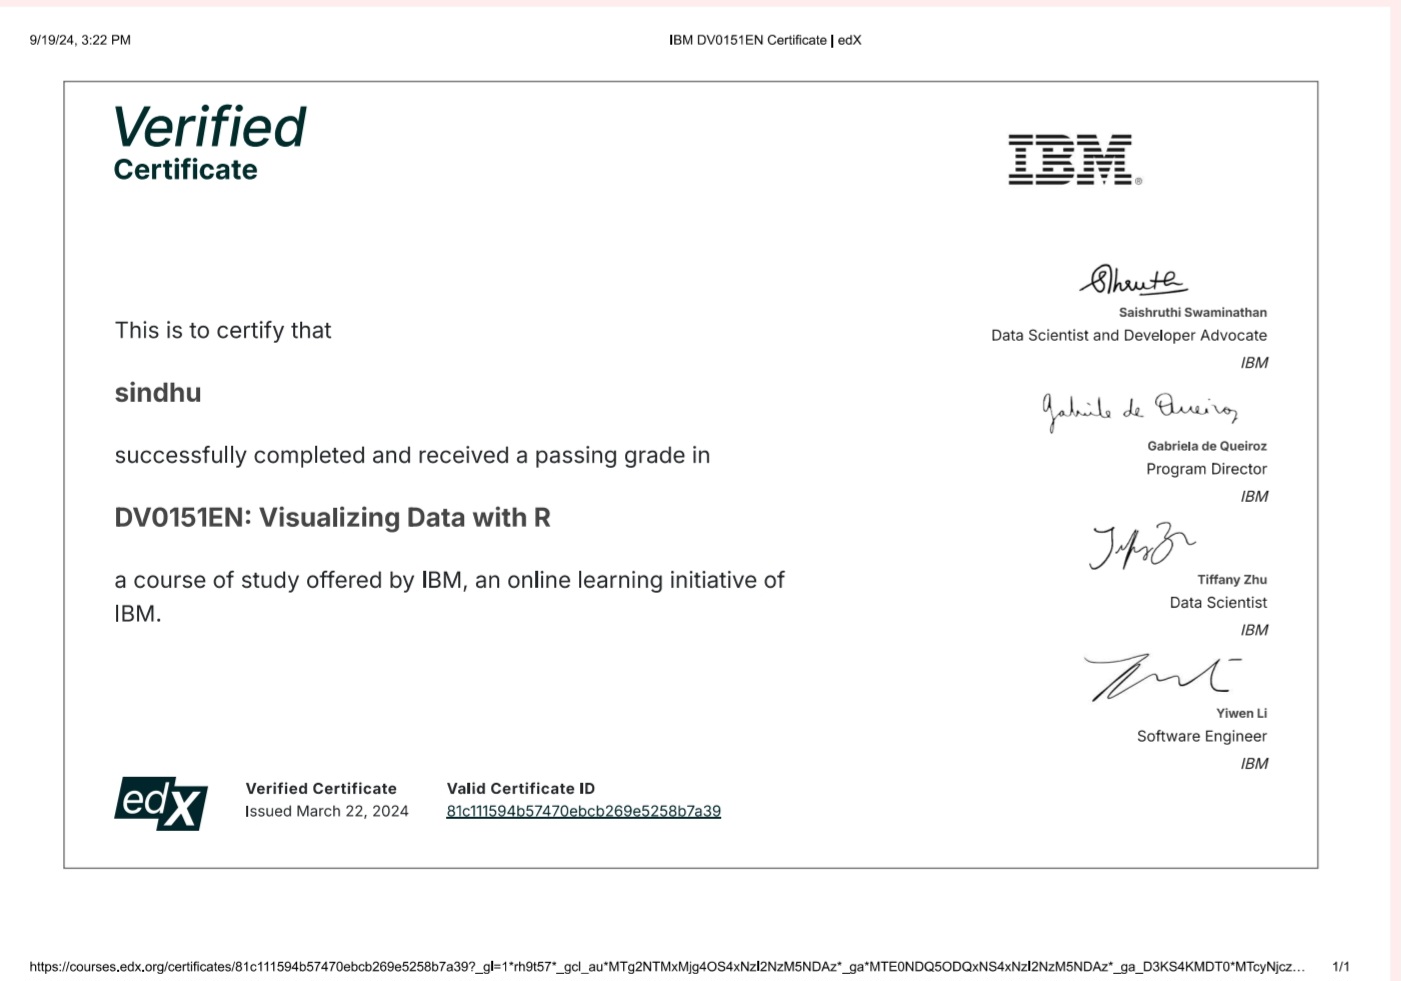 9/19/24, 3:22 PM
IBM DV0151EN Certificate | edX
Verified
Certificate
IBM®
This is to certify that
sindhu
successfully completed and received a passing grade in
DV0151EN: Visualizing Data with R
a course of study offered by IBM, an online learning initiative of
IBM.
Shruth
Saishruthi Swaminathan
Data Scientist and Developer Advocate
IBM
Gabriela de Queiroz
Gabriela de Queiroz
Program Director
IBM
Tiffany Zhu
Data Scientist
IBM
Yiwen Li
Software Engineer
IBM
edX
Verified Certificate
Issued March 22, 2024
Valid Certificate ID
81c111594b57470ebcb269e5258b7a39
https://courses.edx.org/certificates/81c111594b57470ebcb269e5258b7a39?_gl=1*rh9t57*_gcl_au*MTg2NTMxMjg4OS4xNzI2NzM5NDAz*_ga*MTE0NDQ5ODQxNS4xNzI2NzM5NDAz*_ga_D3KS4KMDT0*MTcyNjcz...
1/1